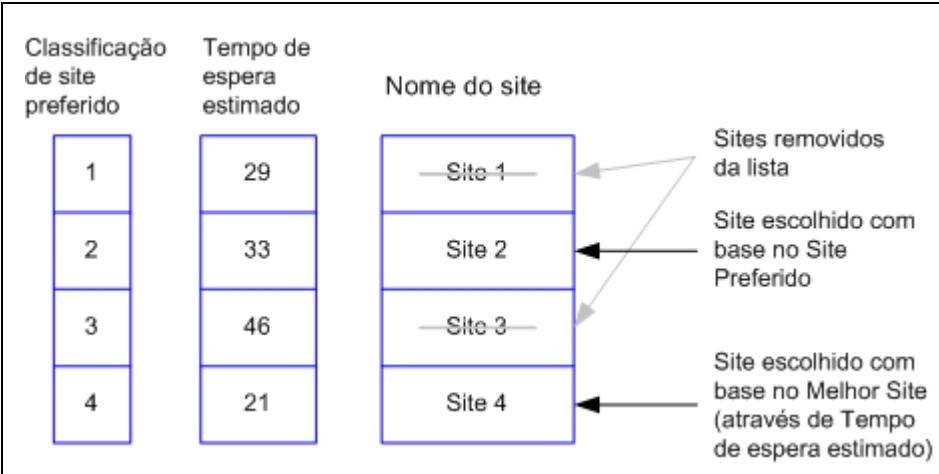 Classificação
de site
preferido
Tempo de
espera
estimado
Nome do site
1
29
Site 1
2
33
Site 2
3
46
Site 3
4
21
Site 4
Sites removidos
da lista
Site escolhido com
base no Site
Preferido
Site escolhido com
base no Melhor Site
(através de Tempo
de espera estimado)